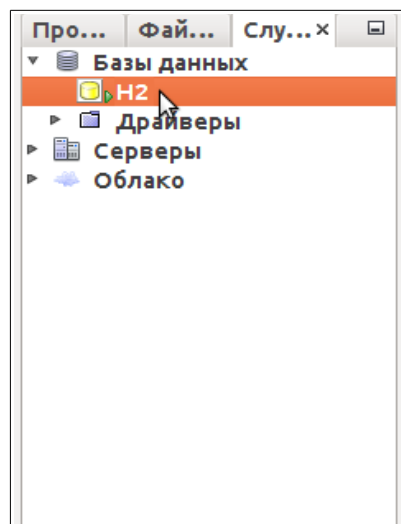 Про... Фай... Слу...×
Базы данных
H2
Драйверы
Серверы
Облако